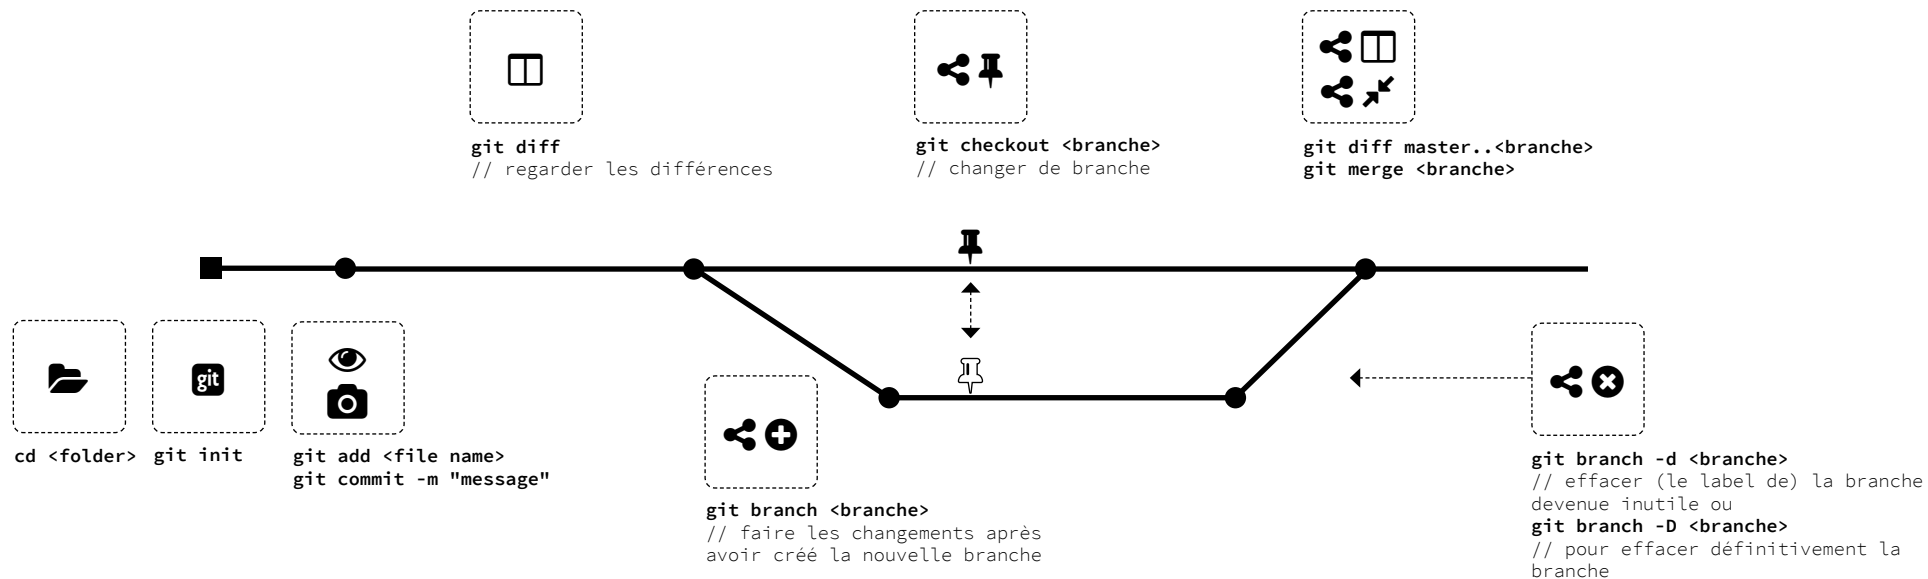 git diff
// regarder les différences
git checkout <branche>
// changer de branche
git diff master..<branche>
git merge <branche>
git
cd <folder>
git init
git add <file name>
git commit -m "message"
git branch <branche>
// faire les changements après
avoir créé la nouvelle branche
git branch -d <branche>
// effacer (le label de) la branche
devenue inutile ou
git branch -D <branche>
// pour effacer définitivement la
branche